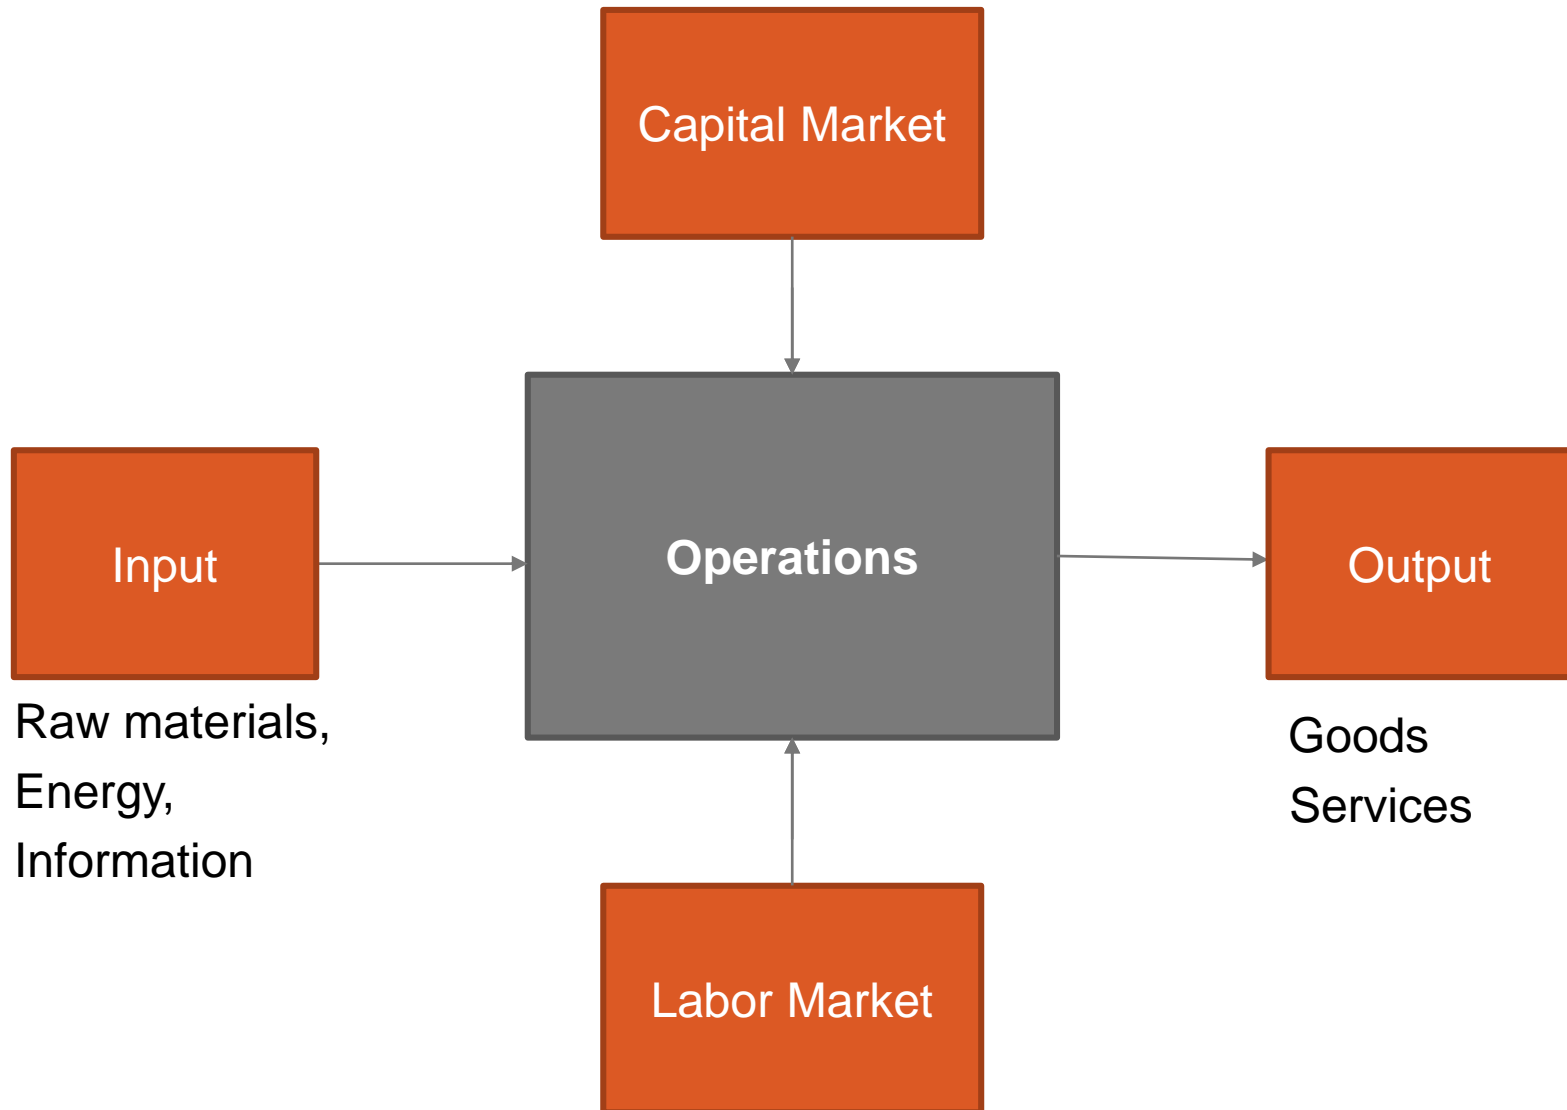 Capital Market
Input
Operations
Output
Raw materials,
Energy,
Information
Goods
Services
Labor Market